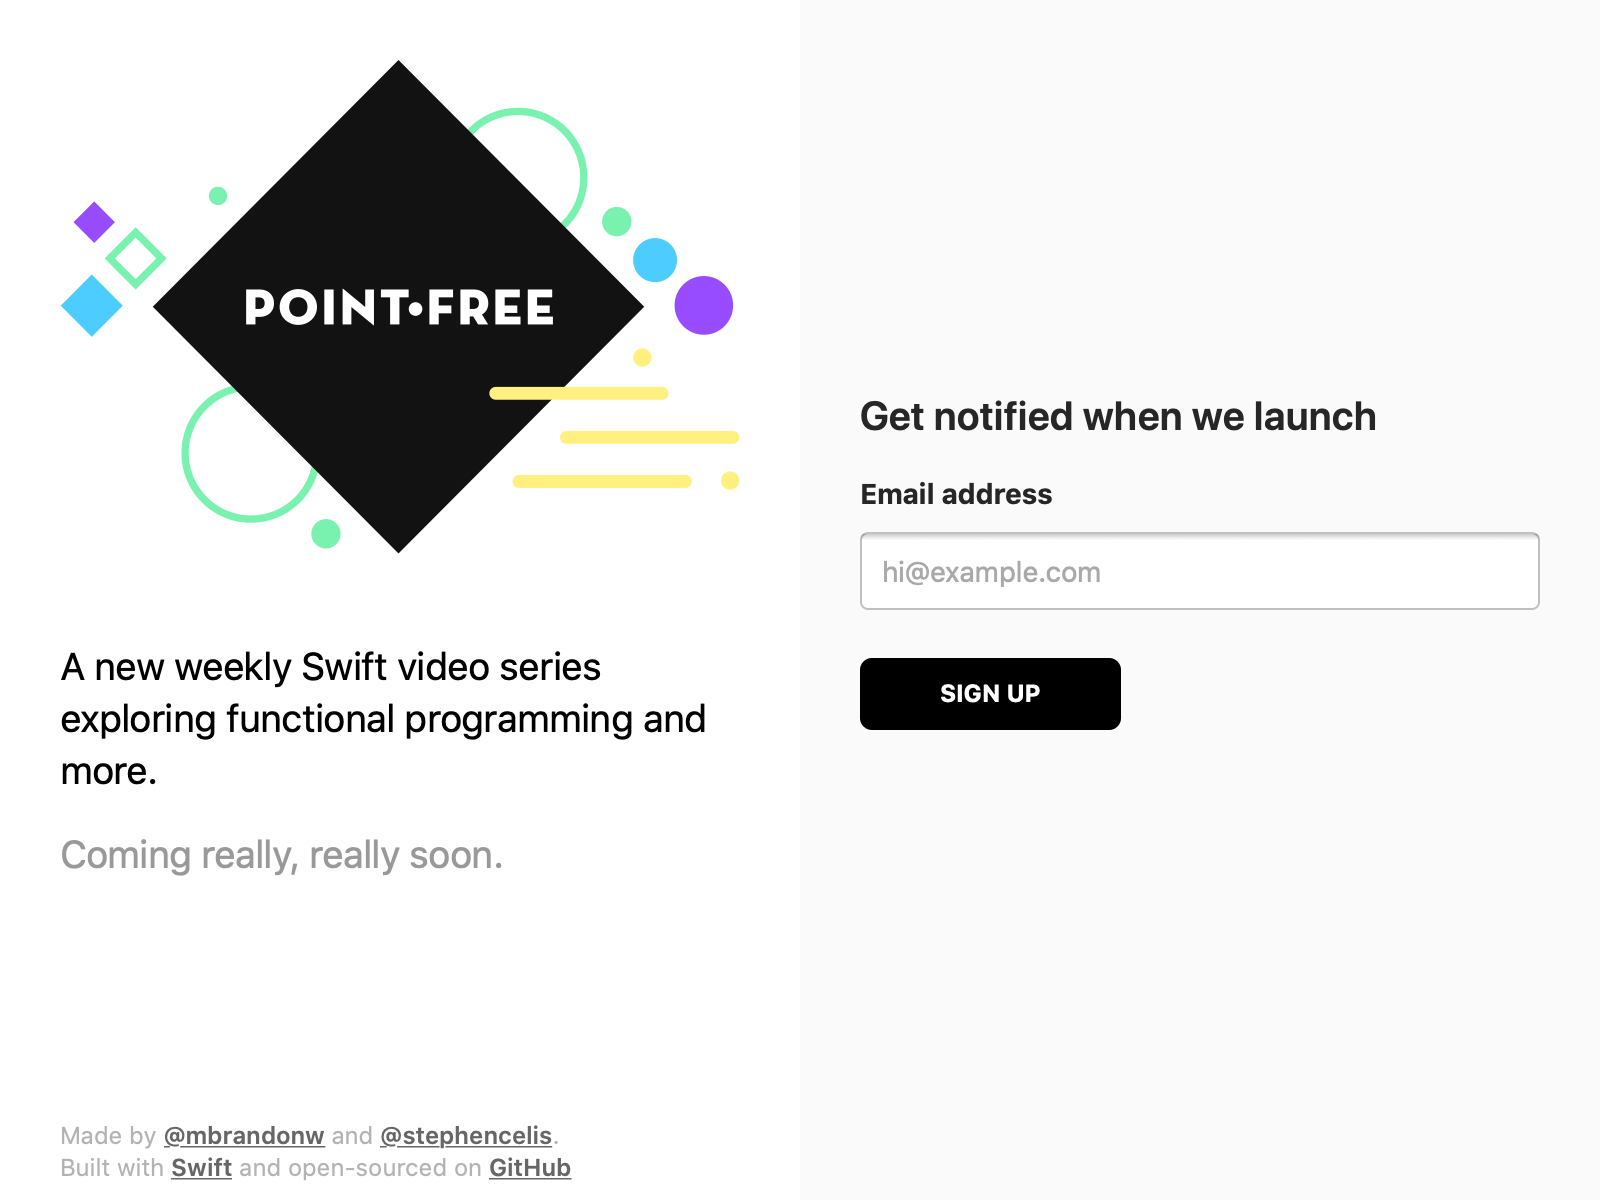 POINT•FREE
A new weekly Swift video series
exploring functional programming and
more.
Coming really, really soon.
Made by @mbrandonw and @stephencelis.
Built with Swift and open-sourced on GitHub
Get notified when we launch
Email address
hi@example.com
SIGN UP